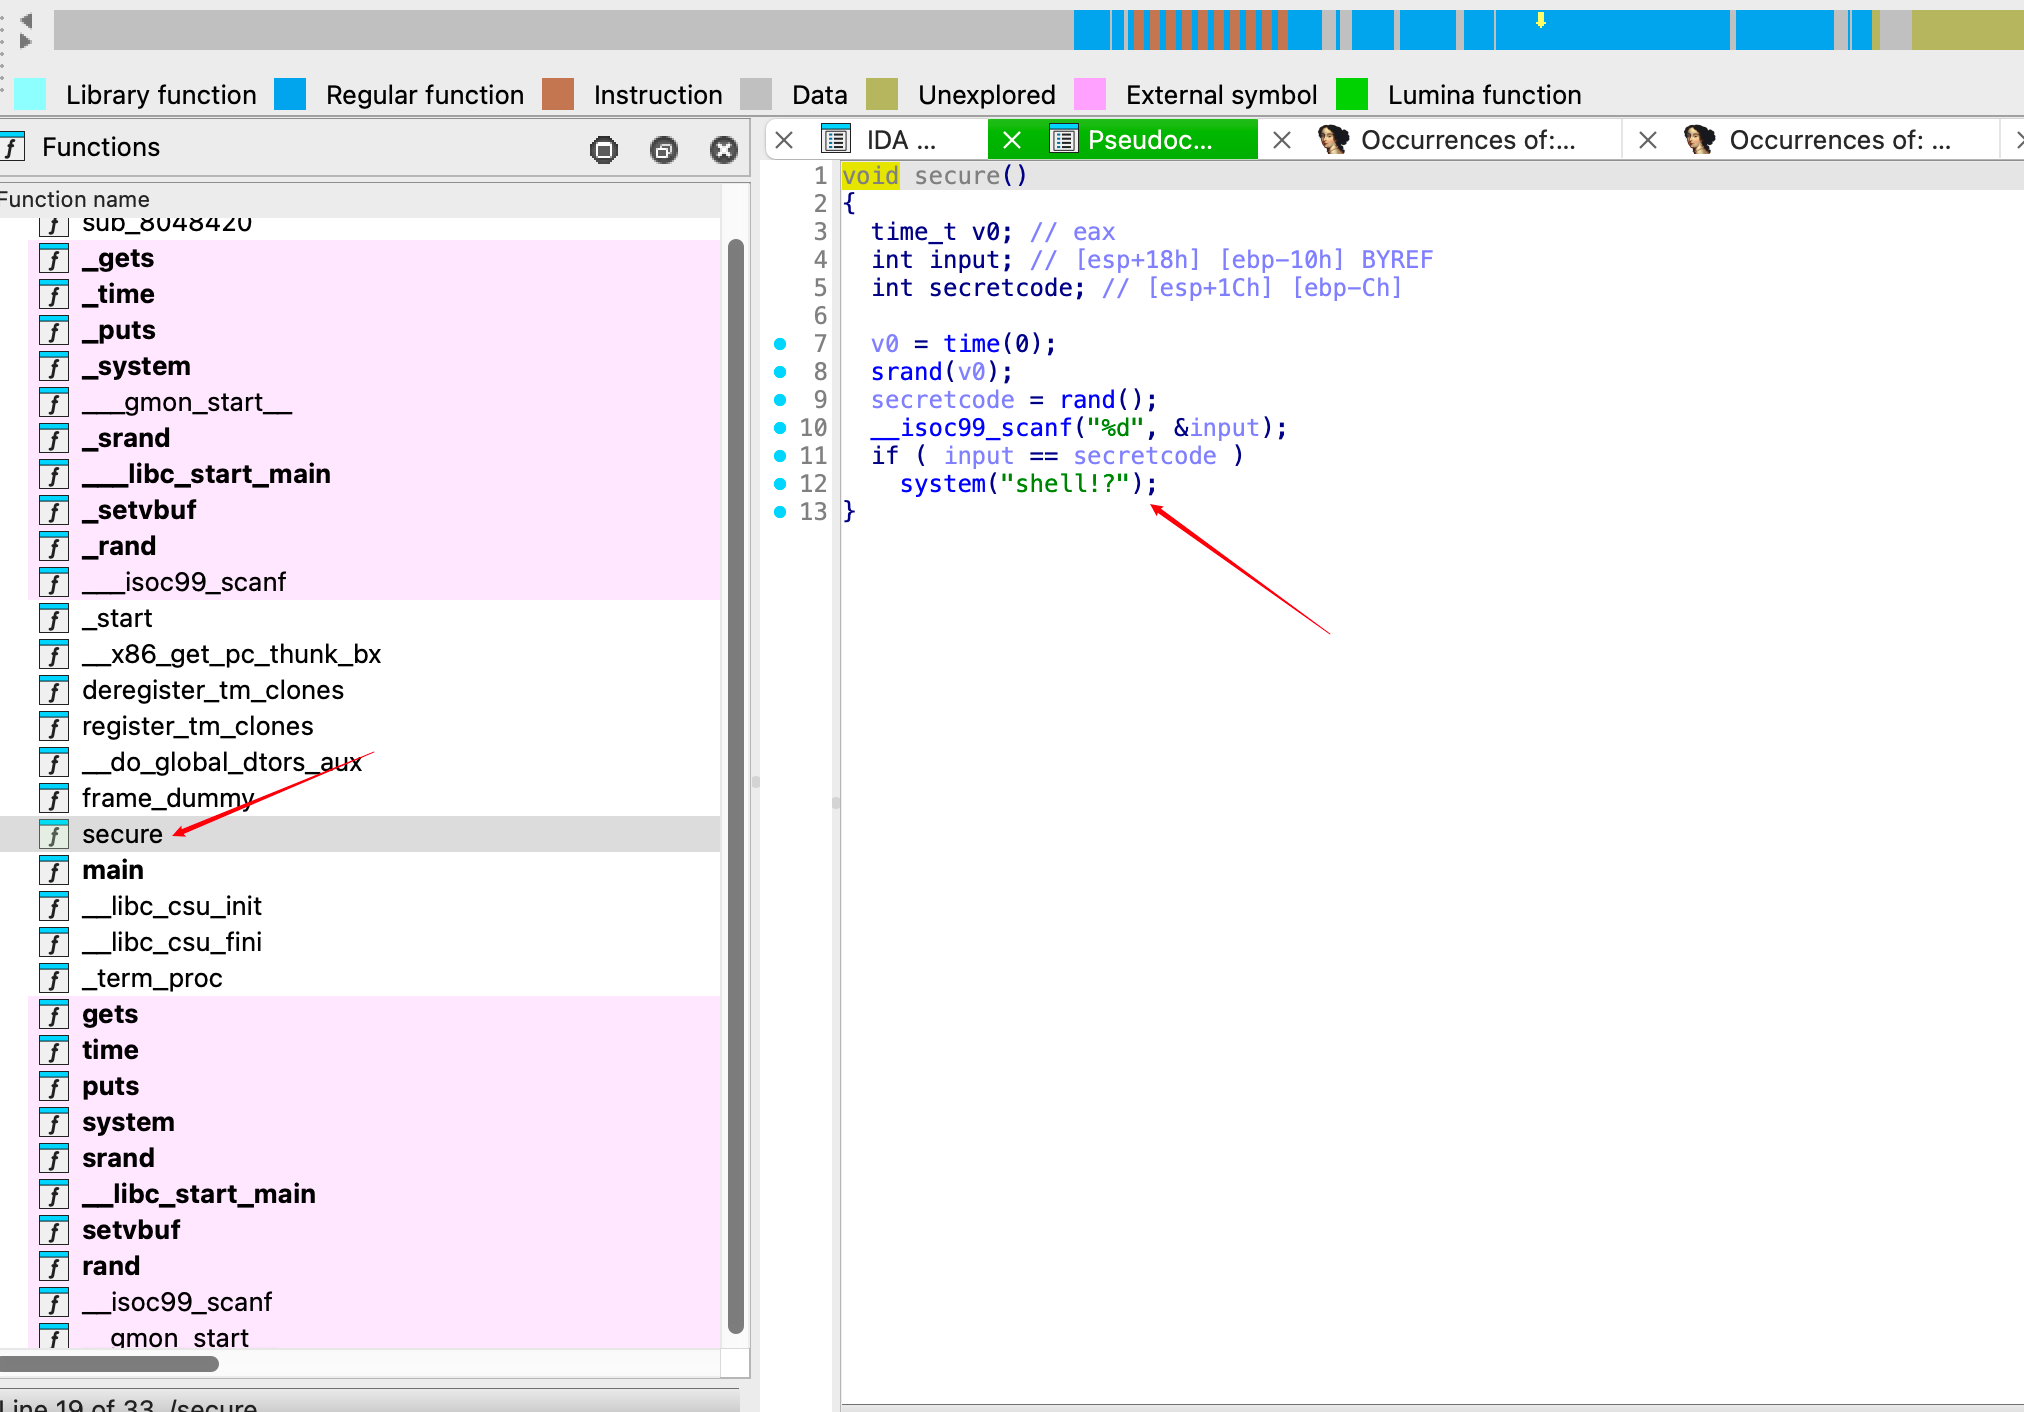 Library function Regular function Instruction Data Unexplored External symbol Lumina function
Functions
Function name
sub_8048420
_gets
_time
_puts
_system
___gmon_start__
_srand
___libc_start_main
_setvbuf
_rand
___isoc99_scanf
_start
__x86_get_pc_thunk_bx
deregister_tm_clones
register_tm_clones
__do_global_dtors_aux
frame_dummy
secure
main
__libc_csu_init
__libc_csu_fini
_term_proc
gets
time
puts
system
srand
__libc_start_main
setvbuf
rand
__isoc99_scanf
__gmon_start__
Line 19 of 33, /secure
IDA ... Pseudoc... Occurrences of:... Occurrences of: ...
1 void secure()
2 {
3 time_t v0; // eax
4 int input; // [esp+18h] [ebp-10h] BYREF
5 int secretcode; // [esp+1Ch] [ebp-Ch]
6
7 v0 = time(0);
8 srand(v0);
9 secretcode = rand();
10 __isoc99_scanf("%d", &input);
11 if ( input == secretcode )
12 system("shell!?");
13 }